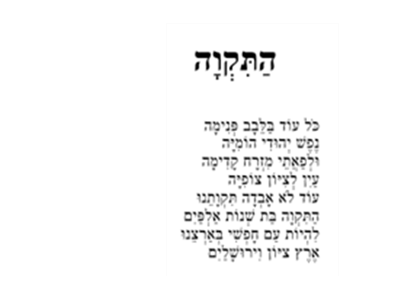 הַתִּקְוָה
כֹּל עוֹד בַּלֵּבָב פְּנִימָה
נֶפֶשׁ יְהוּדִי הוֹמִיָּה
וּלְפַאֲתֵי מִזְרָח קָדִימָה
עַיִן לְצִיּוֹן צוֹפִיָּה
עוֹד לֹא אָבְדָה תִּקְוָתֵנוּ
הַתִּקְוָה בַּת שְׁנוֹת אַלְפַּיִם
לִהְיוֹת עַם חָפְשִׁי בְּאַרְצֵנוּ
אֶרֶץ צִיּוֹן וִירוּשָׁלַיִם